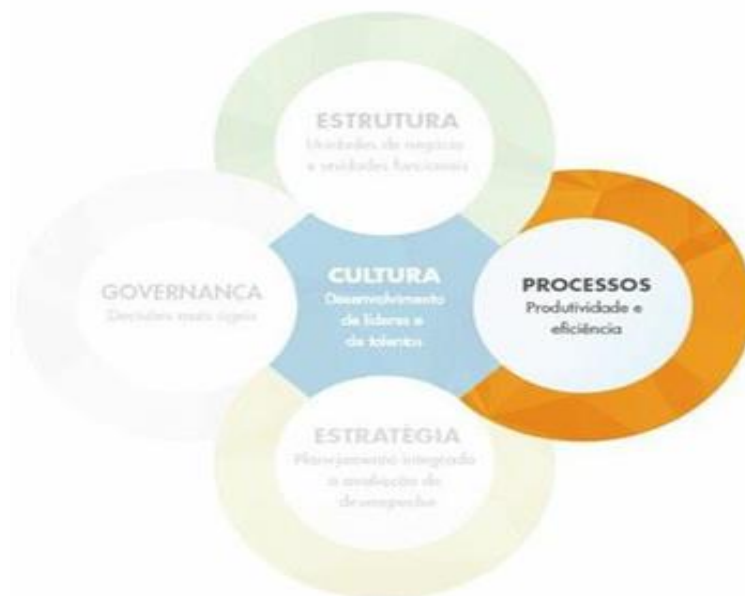 ESTRUTURA
Unidades de negócio
e unidades funcionais
GOVERNANÇA
Decisões mais ágeis
CULTURA
Desenvolvimento
de líderes e
de talentos
PROCESSOS
Produtividade e
eficiência
ESTRATÉGIA
Planejamento integrado
e avaliação de
desempenho